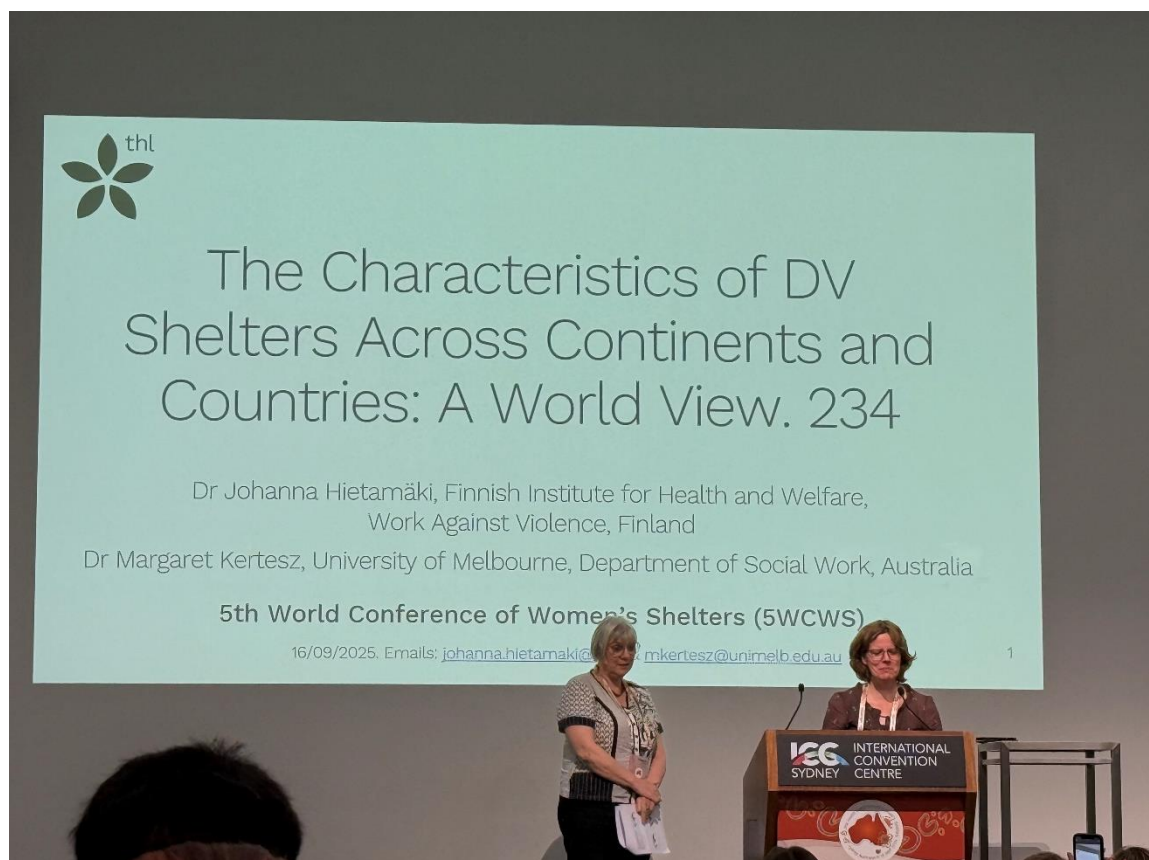 thl
The Characteristics of DV
Shelters Across Continents and
Countries: A World View. 234
Dr Johanna Hietamäki, Finnish Institute for Health and Welfare,
Work Against Violence, Finland
Dr Margaret Kertesz, University of Melbourne, Department of Social Work, Australia
5th World Conference of Women's Shelters (5WCWS)
16/09/2025. Emails: johanna.hietamaki@ mkertesz@unimelb.edu.au
1
ICC SYDNEY
INTERNATIONAL CONVENTION CENTRE